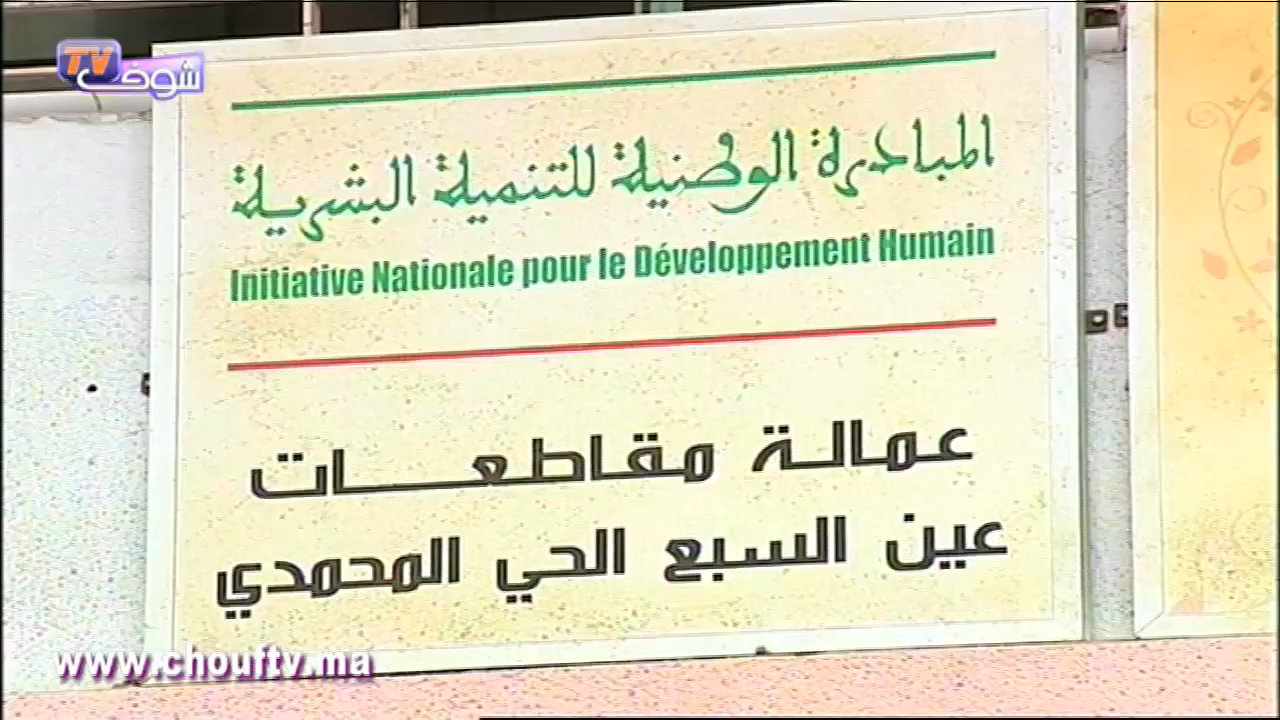 شوف TV
المبادرة الوطنية للتنمية البشرية
Initiative Nationale pour le Développement Humain
عمالة مقاطعـــات
عين السبع الحي المحمدي
www.chouftv.ma